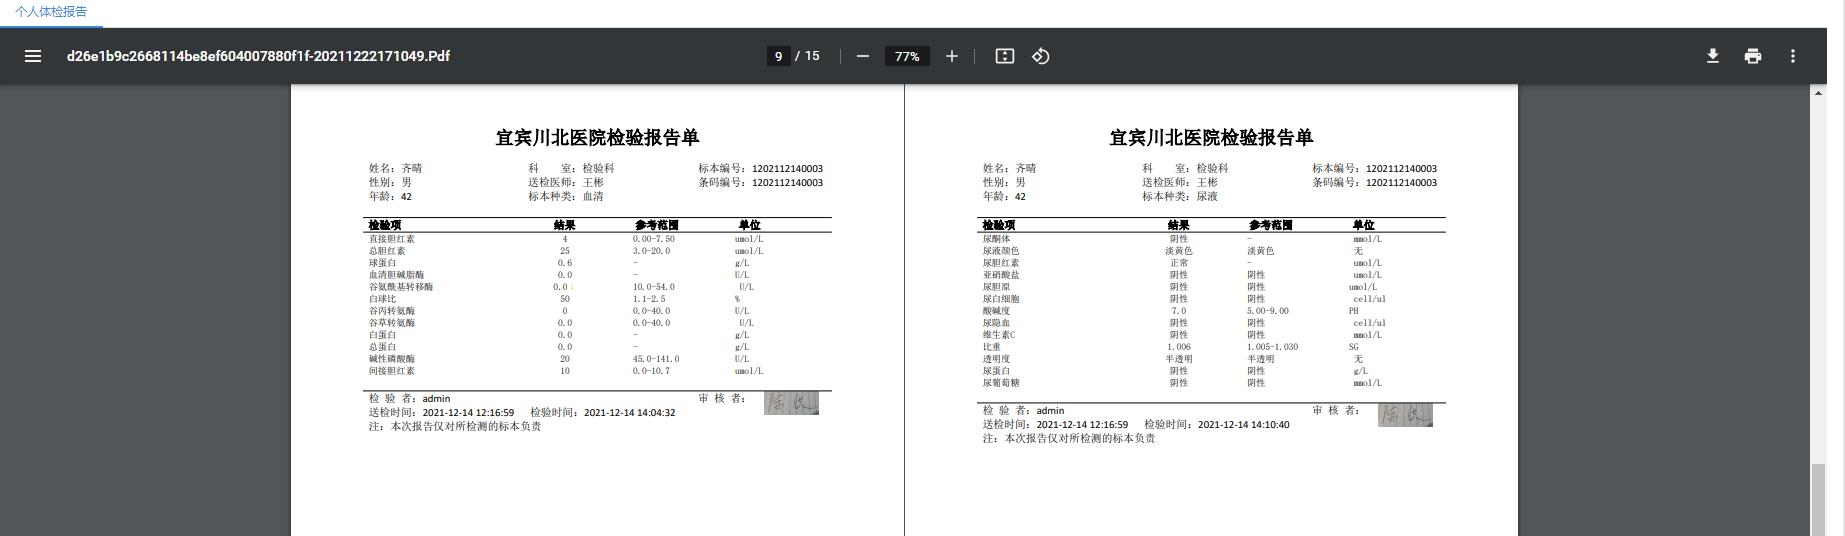 个人体检报告
d26e1b9c2668114be8ef604007880f1f-20211222171049.Pdf
9 / 15
77%
宜宾川北医院检验报告单
姓名：齐晴 科 室：检验科 标本编号：1202112140003
性别：男 送检医师：王彬 条码编号：1202112140003
年龄：42 标本种类：血清
检验项 结果 参考范围 单位
直接胆红素 4 0.00-7.50 umol/L
总胆红素 25 3.0-20.0 umol/L
球蛋白 0.6 - g/L
血清胆碱脂酶 0.0 - U/L
谷氨酰基转移酶 0.0↓ 10.0-54.0 U/L
白球比 50 1.1-2.5 %
谷丙转氨酶 0 0.0-40.0 U/L
谷草转氨酶 0.0 0.0-40.0 U/L
白蛋白 0.0 - g/L
总蛋白 0.0 - g/L
碱性磷酸酶 20 45.0-141.0 U/L
间接胆红素 10 0.0-10.7 umol/L
检 验 者：admin 审 核 者：
送检时间：2021-12-14 12:16:59 检验时间：2021-12-14 14:04:32
注：本次报告仅对所检测的标本负责
宜宾川北医院检验报告单
姓名：齐晴 科 室：检验科 标本编号：1202112140003
性别：男 送检医师：王彬 条码编号：1202112140003
年龄：42 标本种类：尿液
检验项 结果 参考范围 单位
尿酮体 阴性 - mmol/L
尿液颜色 淡黄色 淡黄色 无
尿胆红素 正常 - umol/L
亚硝酸盐 阴性 阴性 umol/L
尿胆原 阴性 阴性 umol/L
尿白细胞 阴性 阴性 cell/ul
酸碱度 7.0 5.00-9.00 PH
尿隐血 阴性 阴性 cell/ul
维生素C 阴性 阴性 mmol/L
比重 1.006 1.005-1.030 SG
透明度 半透明 半透明 无
尿蛋白 阴性 阴性 g/L
尿葡萄糖 阴性 阴性 mmol/L
检 验 者：admin 审 核 者：
送检时间：2021-12-14 12:16:59 检验时间：2021-12-14 14:10:40
注：本次报告仅对所检测的标本负责